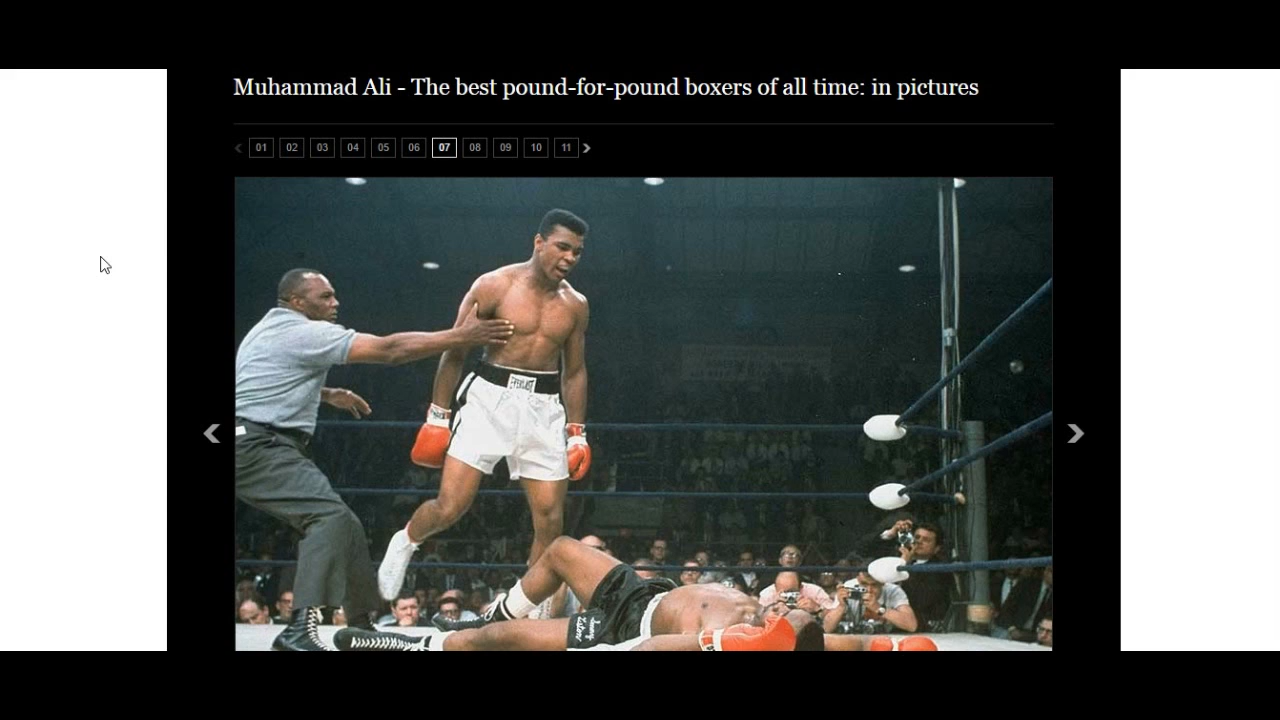 Muhammad Ali - The best pound-for-pound boxers of all time: in pictures
01 02 03 04 05 06 07 08 09 10 11
EVERLAST